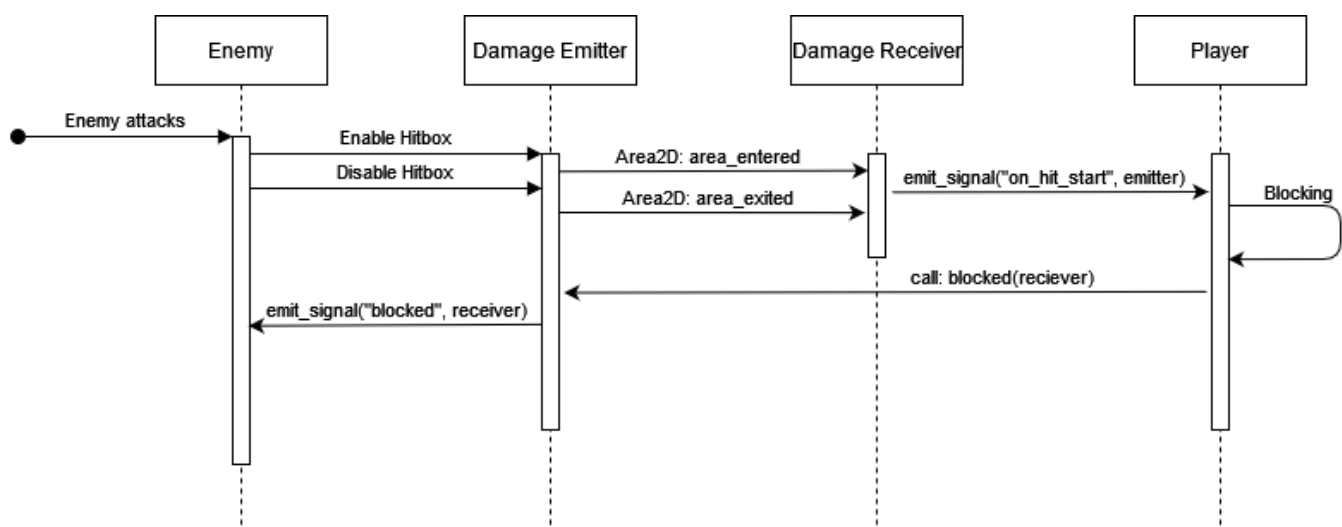 Enemy
Damage Emitter
Damage Receiver
Player
Enemy attacks
Enable Hitbox
Disable Hitbox
Area2D: area_entered
Area2D: area_exited
emit_signal("on_hit_start", emitter)
Blocking
call: blocked(reciever)
emit_signal("blocked", receiver)